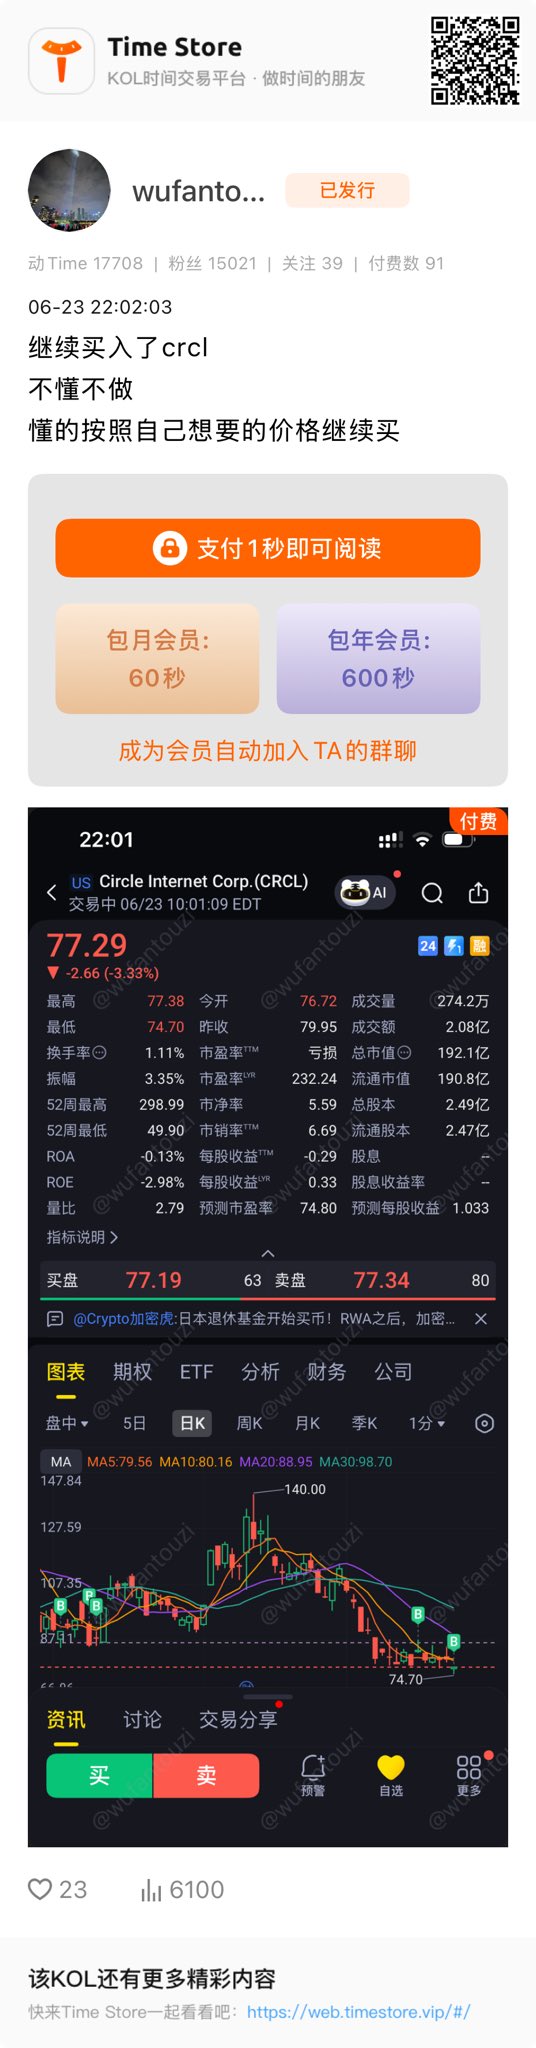 Time Store
KOL时间交易平台 · 做时间的朋友
wufanto...
已发行
动Time 17708 | 粉丝 15021 | 关注 39 | 付费数 91
06-23 22:02:03
继续买入了crcl
不懂不做
懂的按照自己想要的价格继续买
支付1秒即可阅读
包月会员:
60秒
包年会员:
600秒
成为会员自动加入TA的群聊
付费
22:01
US Circle Internet Corp.(CRCL)
交易中 06/23 10:01:09 EDT
AI
77.29
-2.66 (-3.33%)
24 1 融
最高 77.38 今开 76.72 成交量 274.2万
最低 74.70 昨收 79.95 成交额 2.08亿
换手率 1.11% 市盈率TTM 亏损 总市值 192.1亿
振幅 3.35% 市盈率LYR 232.24 流通市值 190.8亿
52周最高 298.99 市净率 5.59 总股本 2.49亿
52周最低 49.90 市销率TTM 6.69 流通股本 2.47亿
ROA -0.13% 每股收益TTM -0.29 股息 --
ROE -2.98% 每股收益LYR 0.33 股息收益率 --
量比 2.79 预测市盈率 74.80 预测每股收益 1.033
指标说明
买盘 77.19 63 卖盘 77.34 80
@Crypto加密虎:日本退休基金开始买币！RWA之后，加密...
图表 期权 ETF 分析 财务 公司
盘中 5日 日K 周K 月K 季K 1分
MA MA5:79.56 MA10:80.16 MA20:88.95 MA30:98.70
147.84
140.00
127.59
107.35
B B B B B
87.11
74.70
66.86
资讯 讨论 交易分享
买 卖 预警 自选 更多
@wufantouzi
23 6100
该KOL还有更多精彩内容
快来Time Store一起看看吧：https://web.timestore.vip/#/